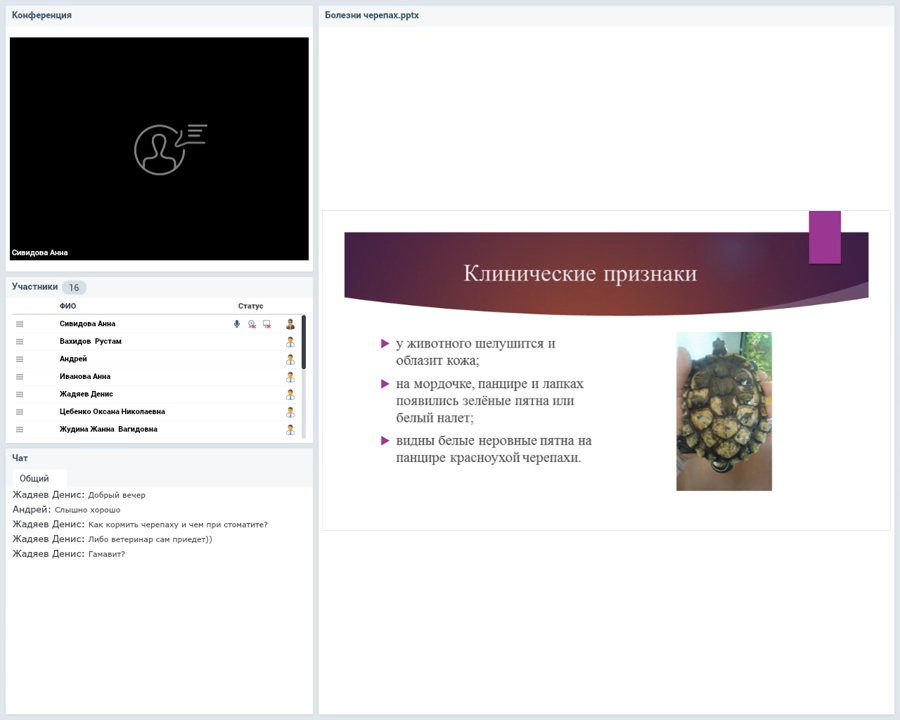 Конференция
Сивидова Анна
Участники 16
ФИО Статус
Сивидова Анна
Вахидов Рустам
Андрей
Иванова Анна
Жадяев Денис
Цебенко Оксана Николаевна
Жудина Жанна Вагидовна
Чат
Общий
Жадяев Денис: Добрый вечер
Андрей: Слышно хорошо
Жадяев Денис: Как кормить черепаху и чем при стоматите?
Жадяев Денис: Либо ветеринар сам приедет))
Жадяев Денис: Гамавит?
Болезни черепах.pptx
Клинические признаки
у животного шелушится и
облазит кожа;
на мордочке, панцире и лапках
появились зелёные пятна или
белый налет;
видны белые неровные пятна на
панцире красноухой черепахи.